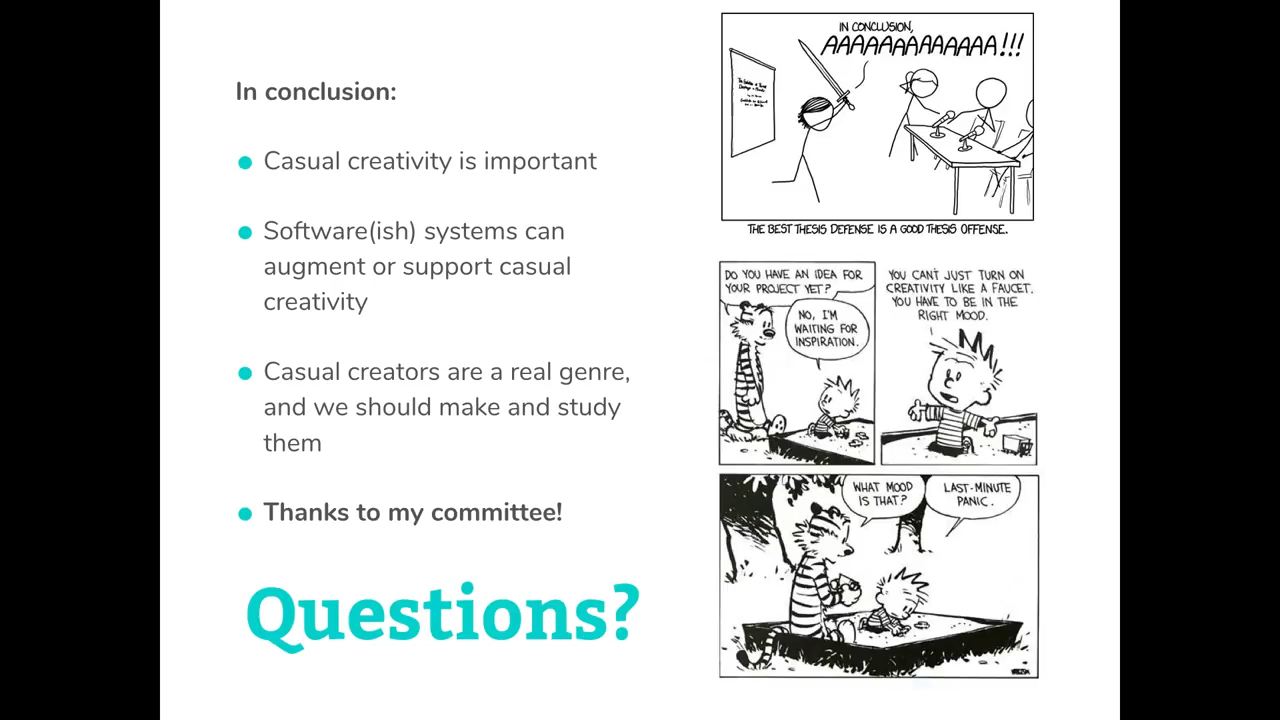 In conclusion:
Casual creativity is important
Software(ish) systems can
augment or support casual
creativity
Casual creators are a real genre,
and we should make and study
them
Thanks to my committee!
Questions?
IN CONCLUSION,
AAAAAAAAAAAAAA!!!
THE BEST THESIS DEFENSE IS A GOOD THESIS OFFENSE.
DO YOU HAVE AN IDEA FOR
YOUR PROJECT YET?
NO, I'M
WAITING FOR
INSPIRATION.
YOU CAN'T JUST TURN ON
CREATIVITY LIKE A FAUCET.
YOU HAVE TO BE IN THE
RIGHT MOOD.
WHAT MOOD
IS THAT?
LAST-MINUTE
PANIC.